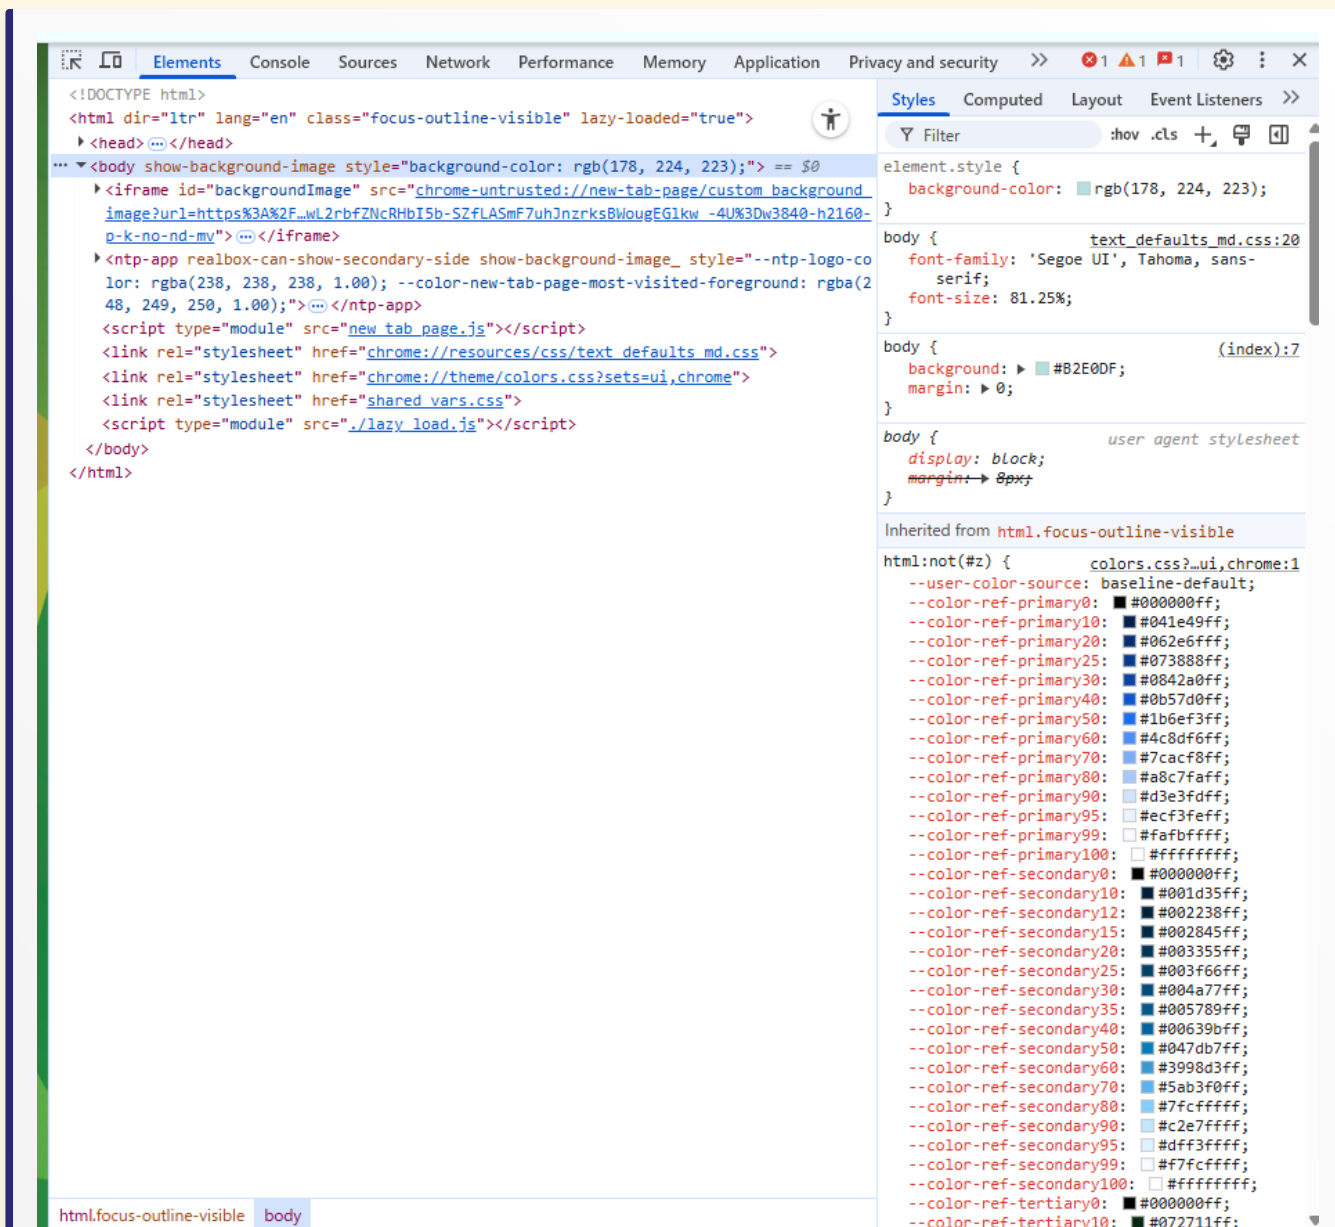 Elements Console Sources Network Performance Memory Application Privacy and security 1 1 1
<!DOCTYPE html>
<html dir="ltr" lang="en" class="focus-outline-visible" lazy-loaded="true">
<head>…</head>
… <body show-background-image style="background-color: rgb(178, 224, 223);"> == $0
<iframe id="backgroundImage" src="chrome-untrusted://new-tab-page/custom_background_
image?url=https%3A%2F…wL2rbfZNcRHbI5b-SZfLASmF7uhJnzrksBWougEGlkw_-4U%3Dw3840-h2160-
p-k-no-nd-mv">…</iframe>
<ntp-app realbox-can-show-secondary-side show-background-image_ style="--ntp-logo-co
lor: rgba(238, 238, 238, 1.00); --color-new-tab-page-most-visited-foreground: rgba(2
48, 249, 250, 1.00);">…</ntp-app>
<script type="module" src="new_tab_page.js"></script>
<link rel="stylesheet" href="chrome://resources/css/text_defaults_md.css">
<link rel="stylesheet" href="chrome://theme/colors.css?sets=ui,chrome">
<link rel="stylesheet" href="shared_vars.css">
<script type="module" src="./lazy_load.js"></script>
</body>
</html>
html.focus-outline-visible body
Styles Computed Layout Event Listeners
Filter :hov .cls
element.style {
background-color: rgb(178, 224, 223);
}
body { text_defaults_md.css:20
font-family: 'Segoe UI', Tahoma, sans-
serif;
font-size: 81.25%;
}
body { (index):7
background: #B2E0DF;
margin: 0;
}
body { user agent stylesheet
display: block;
margin: 8px;
}
Inherited from html.focus-outline-visible
html:not(#z) { colors.css?…ui,chrome:1
--user-color-source: baseline-default;
--color-ref-primary0: #000000ff;
--color-ref-primary10: #041e49ff;
--color-ref-primary20: #062e6fff;
--color-ref-primary25: #073888ff;
--color-ref-primary30: #0842a0ff;
--color-ref-primary40: #0b57d0ff;
--color-ref-primary50: #1b6ef3ff;
--color-ref-primary60: #4c8df6ff;
--color-ref-primary70: #7cacf8ff;
--color-ref-primary80: #a8c7faff;
--color-ref-primary90: #d3e3fdff;
--color-ref-primary95: #ecf3feff;
--color-ref-primary99: #fafbffff;
--color-ref-primary100: #ffffffff;
--color-ref-secondary0: #000000ff;
--color-ref-secondary10: #001d35ff;
--color-ref-secondary12: #002238ff;
--color-ref-secondary15: #002845ff;
--color-ref-secondary20: #003355ff;
--color-ref-secondary25: #003f66ff;
--color-ref-secondary30: #004a77ff;
--color-ref-secondary35: #005789ff;
--color-ref-secondary40: #00639bff;
--color-ref-secondary50: #047db7ff;
--color-ref-secondary60: #3998d3ff;
--color-ref-secondary70: #5ab3f0ff;
--color-ref-secondary80: #7fcfffff;
--color-ref-secondary90: #c2e7ffff;
--color-ref-secondary95: #dff3ffff;
--color-ref-secondary99: #f7fcffff;
--color-ref-secondary100: #ffffffff;
--color-ref-tertiary0: #000000ff;
--color-ref-tertiary10: #072711ff;